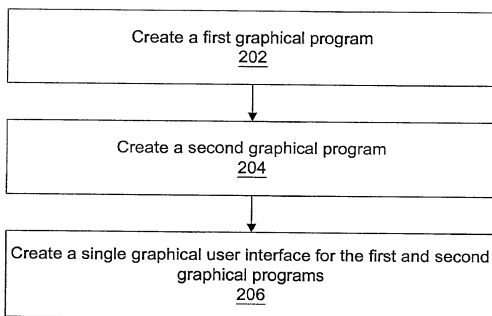 Create a first graphical program
202
Create a second graphical program
204
Create a single graphical user interface for the first and second
graphical programs
206